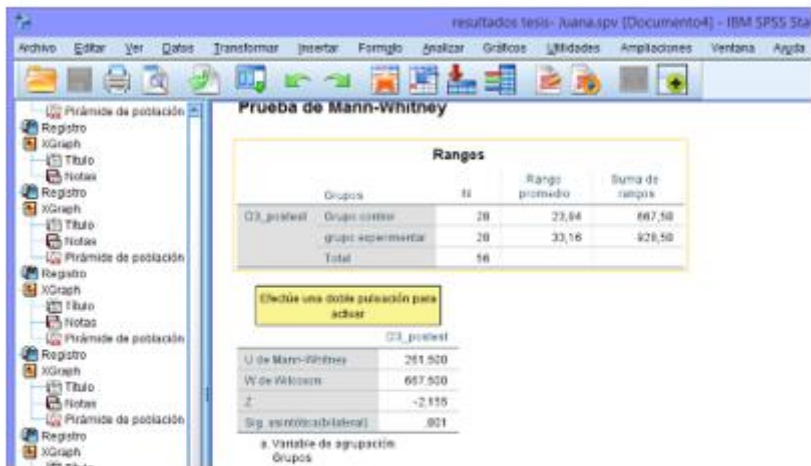 resultados tesis- Juana.spv [Documento4] - IBM SPSS Sta
Archivo Editar Ver Datos Transformar Insertar Formato Analizar Gráficos Utilidades Ampliaciones Ventana Ayuda
Pirámide de población
Registro
XGraph
Título
Notas
Registro
XGraph
Título
Notas
Pirámide de población
Registro
XGraph
Título
Notas
Pirámide de población
Registro
XGraph
Título
Notas
Pirámide de población
Registro
XGraph
Prueba de Mann-Whitney
Rangos
Grupos N Rango promedio Suma de rangos
O3_postest Grupo control 28 23,84 667,50
grupo experimental 28 33,16 928,50
Total 56
Efectúe una doble pulsación para activar
O3_postest
U de Mann-Whitney 261,500
W de Wilcoxon 667,500
Z -2,155
Sig. asintótica(bilateral) ,001
a. Variable de agrupación:
Grupos